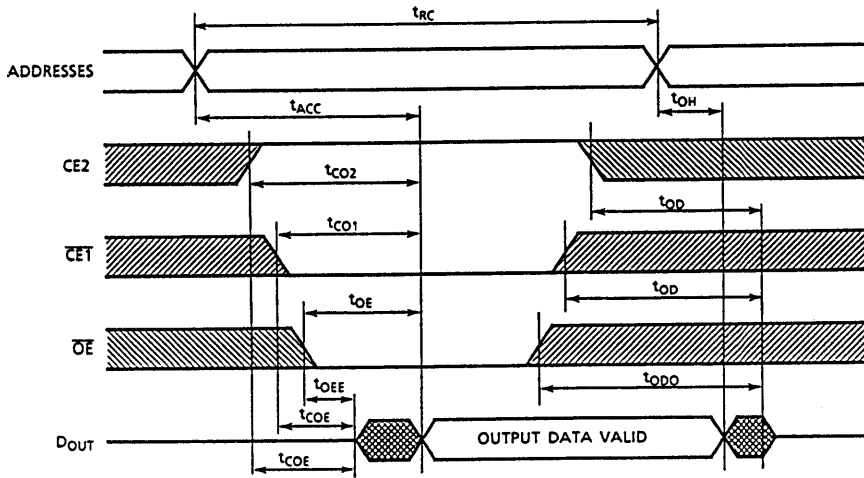 tRC
ADDRESSES
tACC
tOH
CE2
tCO2
tOD
CE1
tCO1
tOD
OE
tOE
tODO
tOEE
tCOE
DOUT
OUTPUT DATA VALID
tCOE